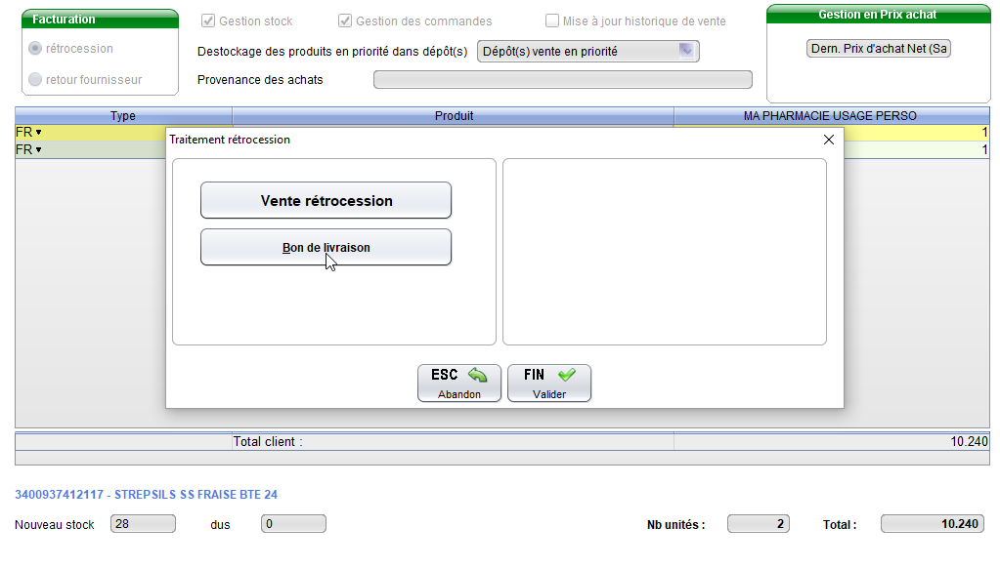 Facturation
rétrocession
retour fournisseur
Gestion stock
Gestion des commandes
Mise à jour historique de vente
Destockage des produits en priorité dans dépôt(s)
Dépôt(s) vente en priorité
Provenance des achats
Gestion en Prix achat
Dern. Prix d'achat Net (Sa
Type
Produit
MA PHARMACIE USAGE PERSO
FR
1
FR
1
Traitement rétrocession
Vente rétrocession
Bon de livraison
ESC
Abandon
FIN
Valider
Total client :
10.240
3400937412117 - STREPSILS SS FRAISE BTE 24
Nouveau stock
28
dus
0
Nb unités :
2
Total :
10.240